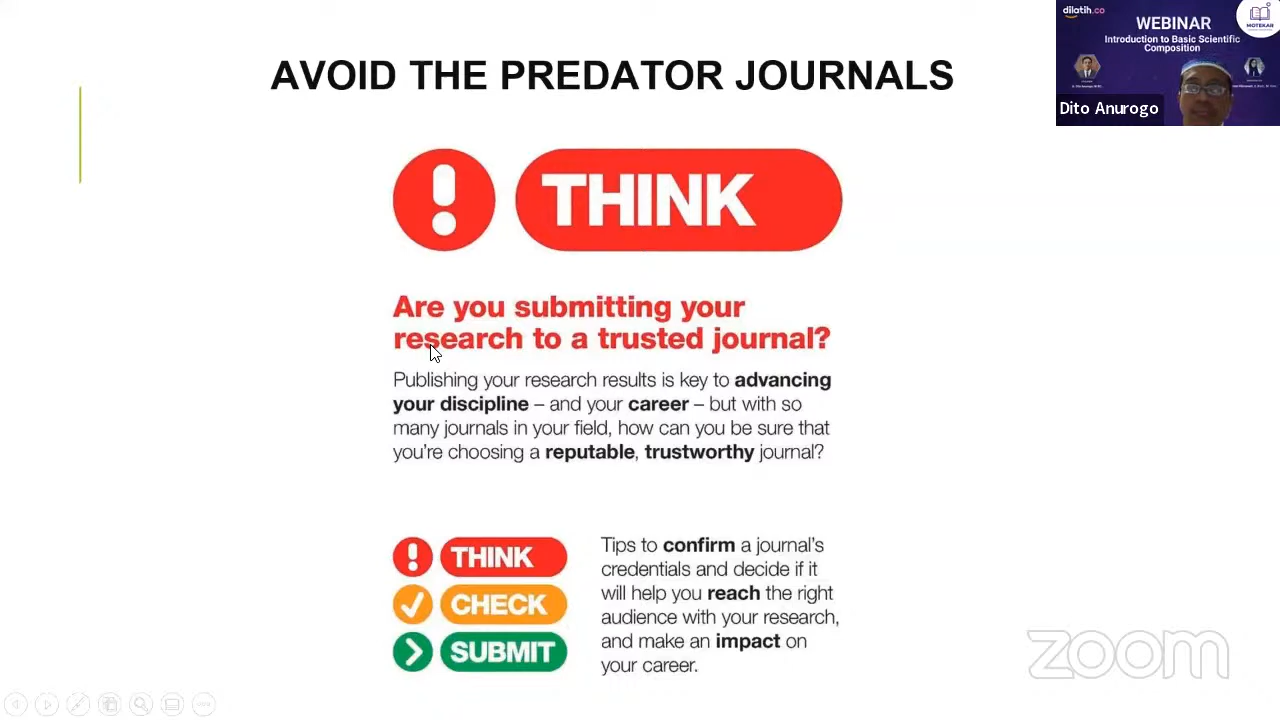 AVOID THE PREDATOR JOURNALS
THINK
Are you submitting your
research to a trusted journal?
Publishing your research results is key to advancing
your discipline – and your career – but with so
many journals in your field, how can you be sure that
you're choosing a reputable, trustworthy journal?
THINK
CHECK
SUBMIT
Tips to confirm a journal's
credentials and decide if it
will help you reach the right
audience with your research,
and make an impact on
your career.
dilatih.co
MOTEKAR
WEBINAR
Introduction to Basic Scientific
Composition
Dito Anurogo
zoom